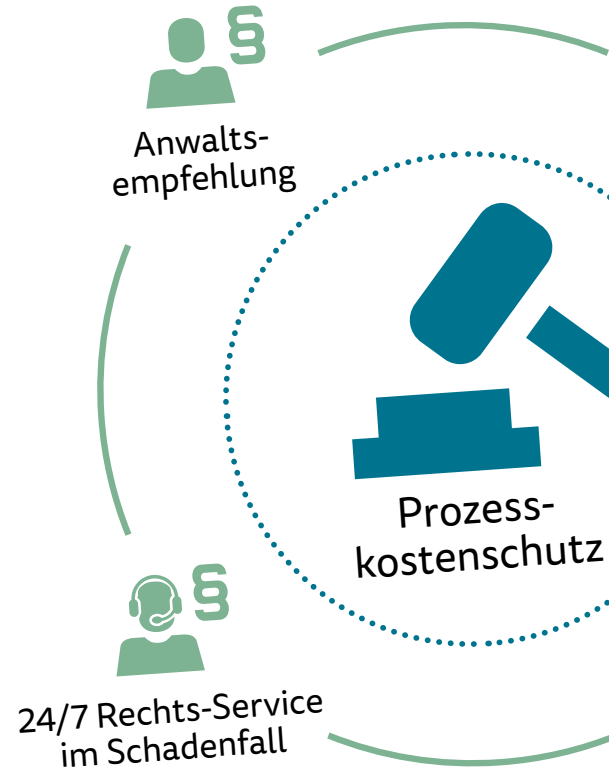 §
Anwalts-
empfehlung
Prozess-
kostenschutz
§
24/7 Rechts-Service
im Schadenfall